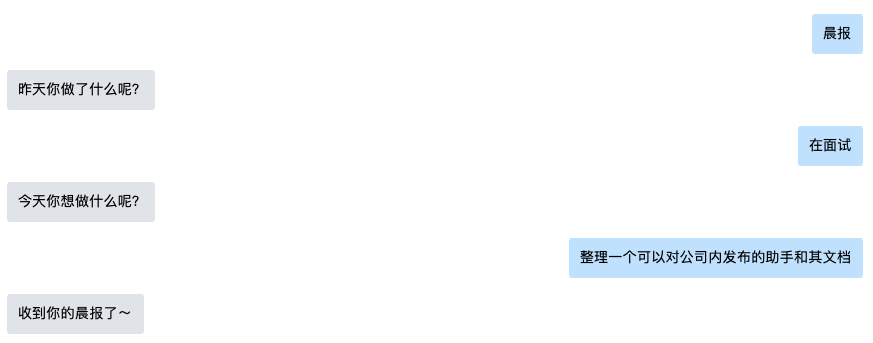 晨报
昨天你做了什么呢？
在面试
今天你想做什么呢？
整理一个可以对公司内发布的助手和其文档
收到你的晨报了～